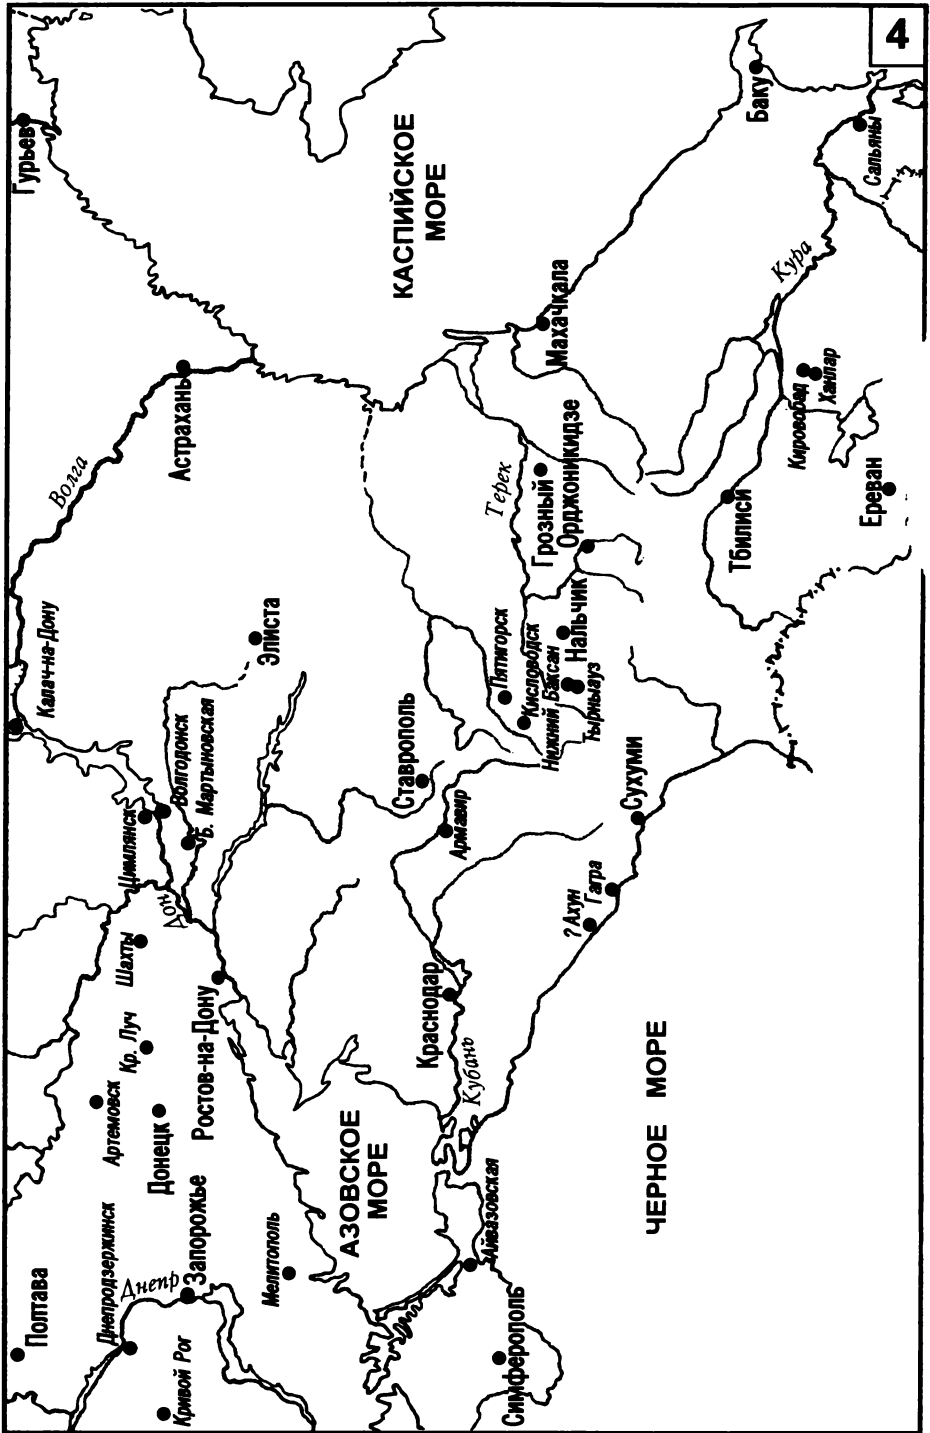 4
Полтава
Днепродзержинск
Кривой Рог
Днепр
Запорожье
Мелитополь
Артемовск
Донецк
Кр. Луч
Шахты
Ростов-на-Дону
Дон
Цимлянск
Волгодонск
Б. Мартыновская
Калач-на-Дону
Волга
Элиста
Астрахань
Гурьев
АЗОВСКОЕ
МОРЕ
Симферополь
Айвазовская
Кубань
Краснодар
Армавир
Ставрополь
Пятигорск
Кисловодск
Нижний Баксан
Тырныауз
Нальчик
Терек
Грозный
Орджоникидзе
Махачкала
КАСПИЙСКОЕ
МОРЕ
ЧЕРНОЕ МОРЕ
? Ахун
Гагра
Сухуми
Тбилиси
Ереван
Кировобад
Ханлар
Кура
Баку
Сальяны